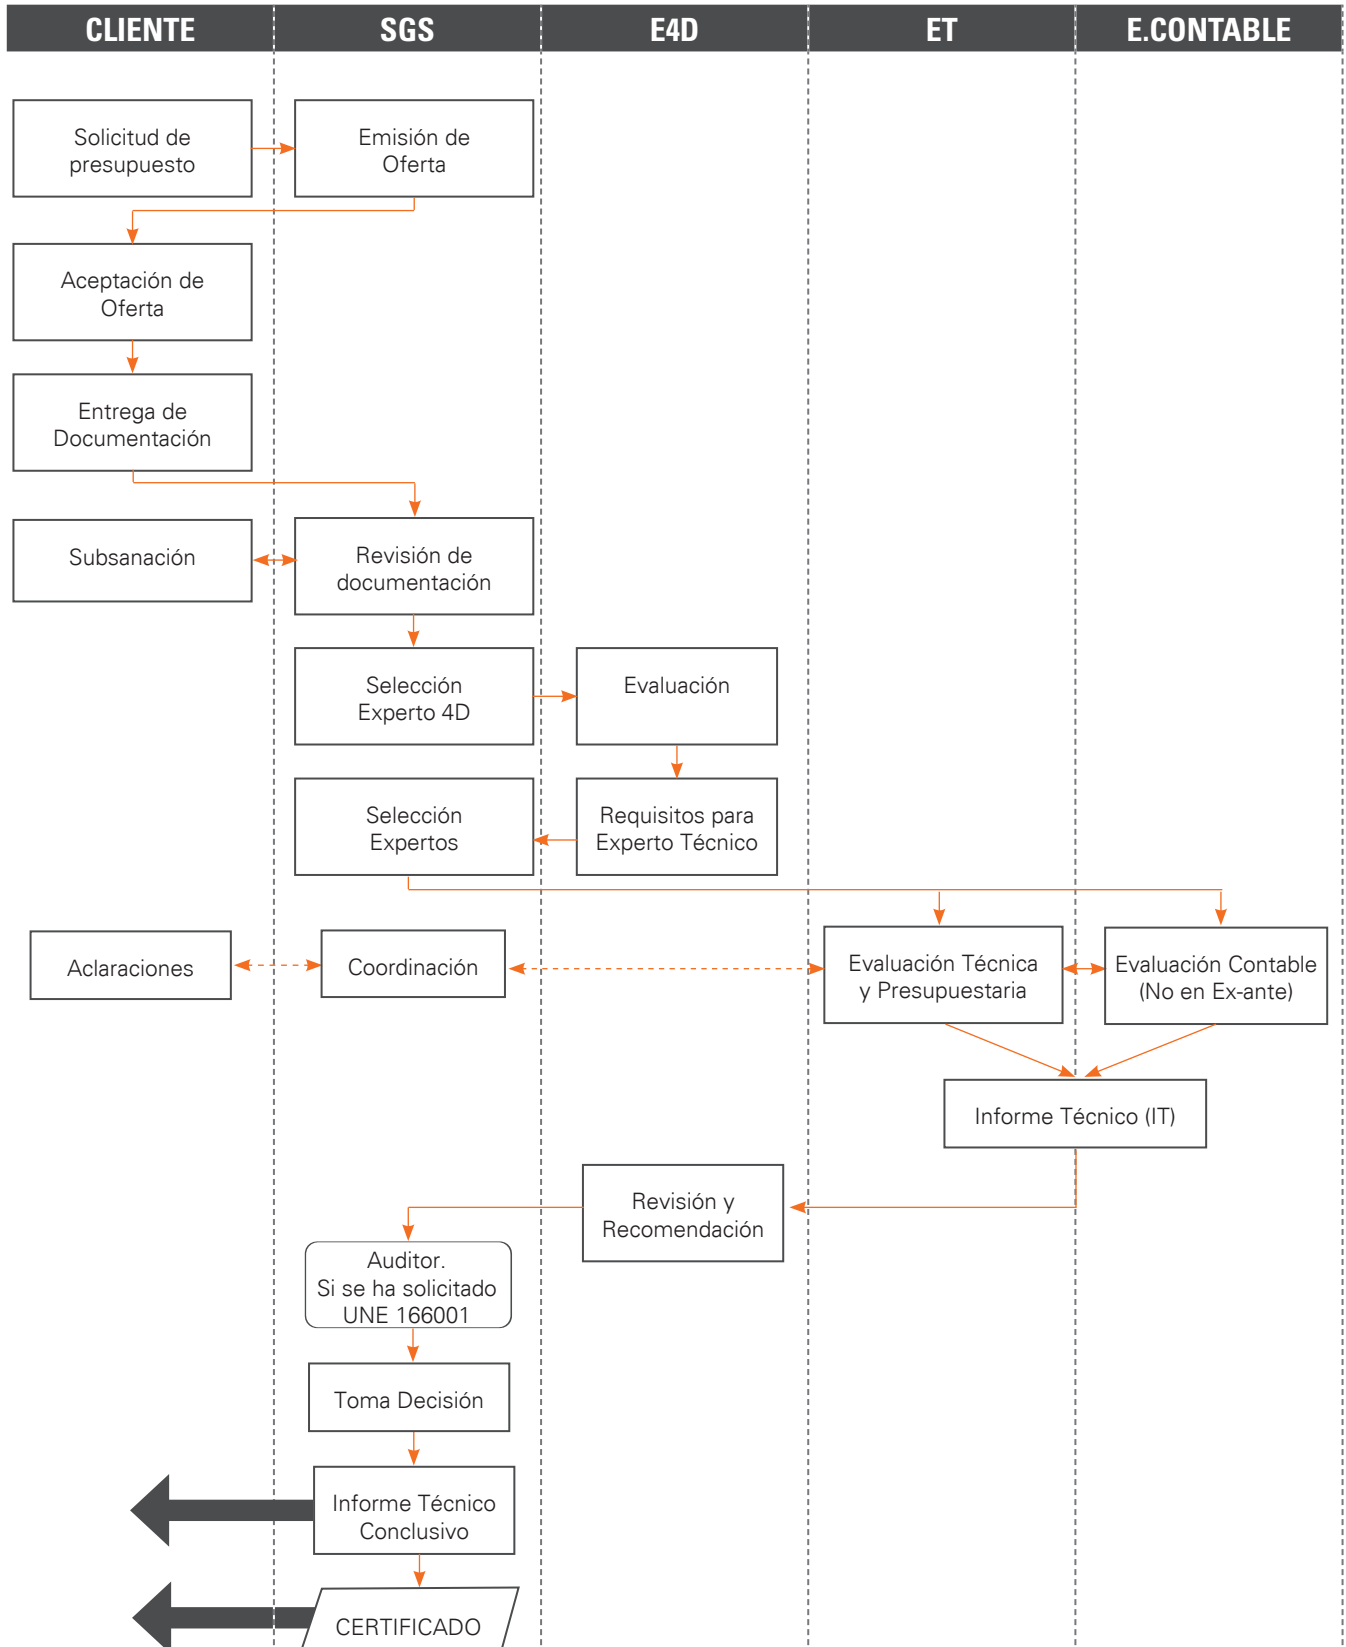 CLIENTE
SGS
E4D
ET
E.CONTABLE
Solicitud de
presupuesto
Emisión de
Oferta
Aceptación de
Oferta
Entrega de
Documentación
Subsanación
Revisión de
documentación
Selección
Experto 4D
Evaluación
Selección
Expertos
Requisitos para
Experto Técnico
Aclaraciones
Coordinación
Evaluación Técnica
y Presupuestaria
Evaluación Contable
(No en Ex-ante)
Informe Técnico (IT)
Revisión y
Recomendación
Auditor.
Si se ha solicitado
UNE 166001
Toma Decisión
Informe Técnico
Conclusivo
CERTIFICADO